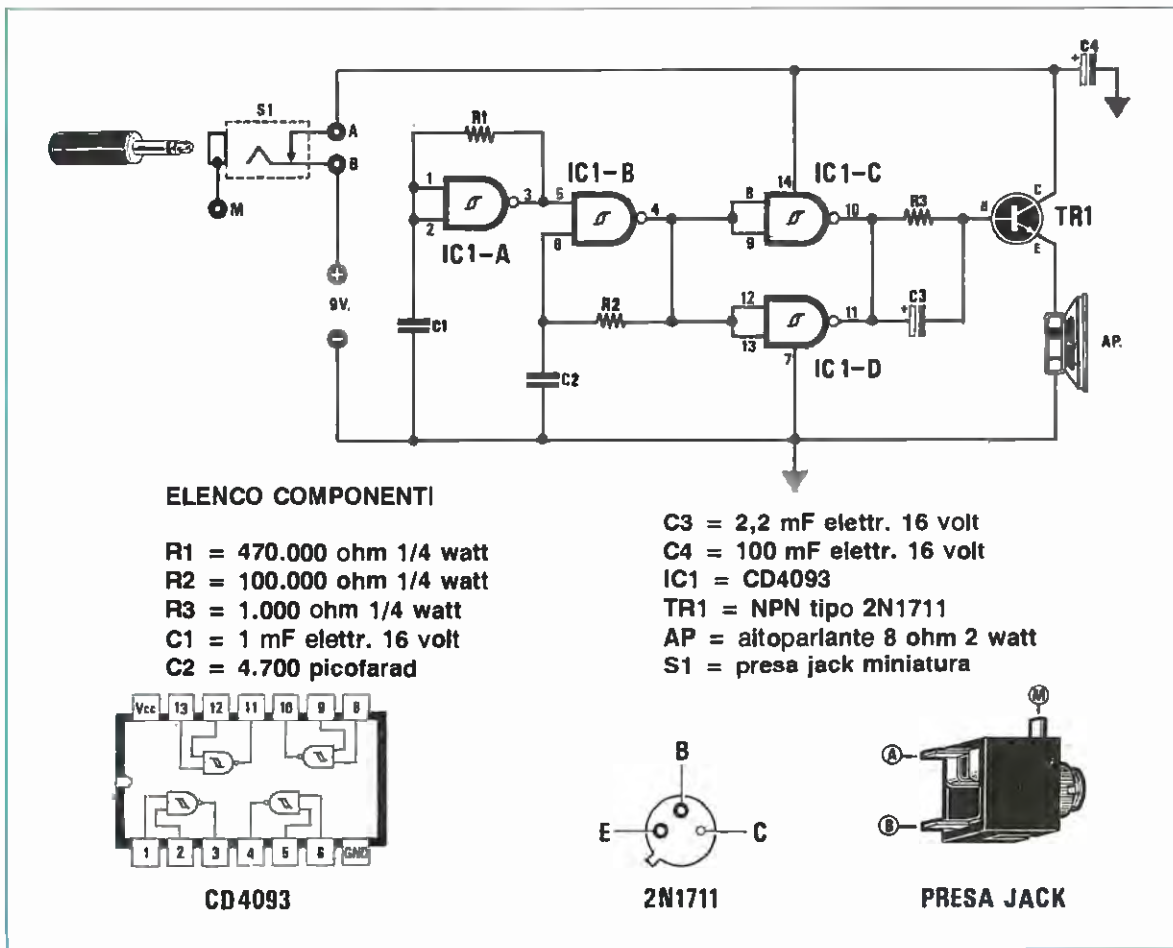 C4
+
S1
R1
A
B
M
IC1-B
IC1-C
1
2
3
5
6
4
8
9
14
10
R3
B
C
E
TR1
IC1-A
+
9V.
-
C1
R2
12
13
11
+
C3
7
IC1-D
C2
AP.
ELENCO COMPONENTI
R1 = 470.000 ohm 1/4 watt
R2 = 100.000 ohm 1/4 watt
R3 = 1.000 ohm 1/4 watt
C1 = 1 mF elettr. 16 volt
C2 = 4.700 picofarad
C3 = 2,2 mF elettr. 16 volt
C4 = 100 mF elettr. 16 volt
IC1 = CD4093
TR1 = NPN tipo 2N1711
AP = altoparlante 8 ohm 2 watt
S1 = presa jack miniatura
Vcc 13 12 11 10 9 8
1 2 3 4 5 6 GND
CD4093
B
E
C
2N1711
M
A
B
PRESA JACK